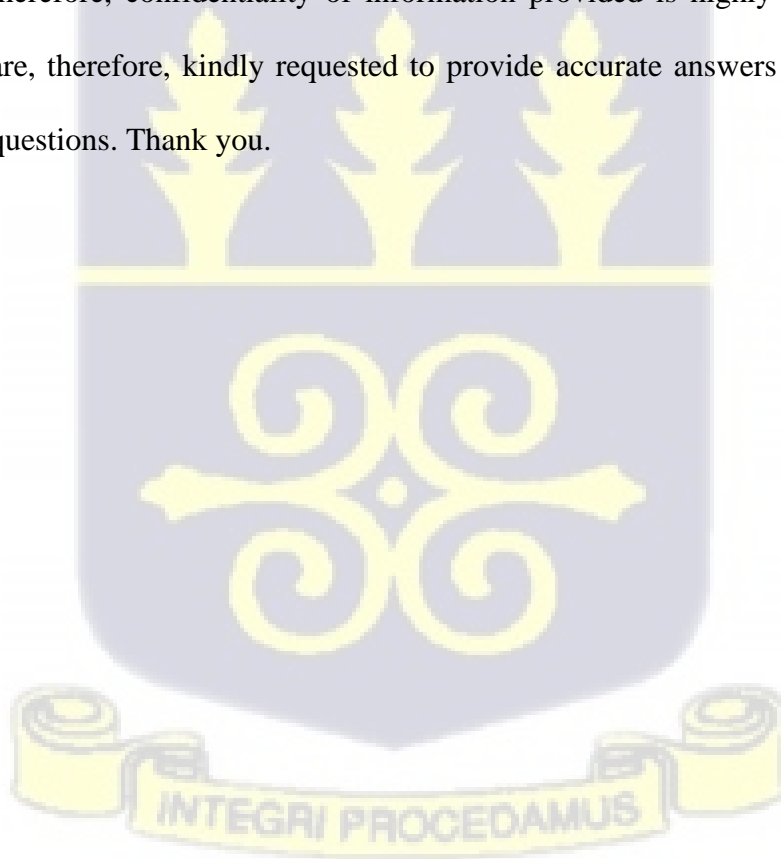 herefore, confidentiality of information provided is highly
are, therefore, kindly requested to provide accurate answers
questions. Thank you.
INTEGRI PROCEDAMUS